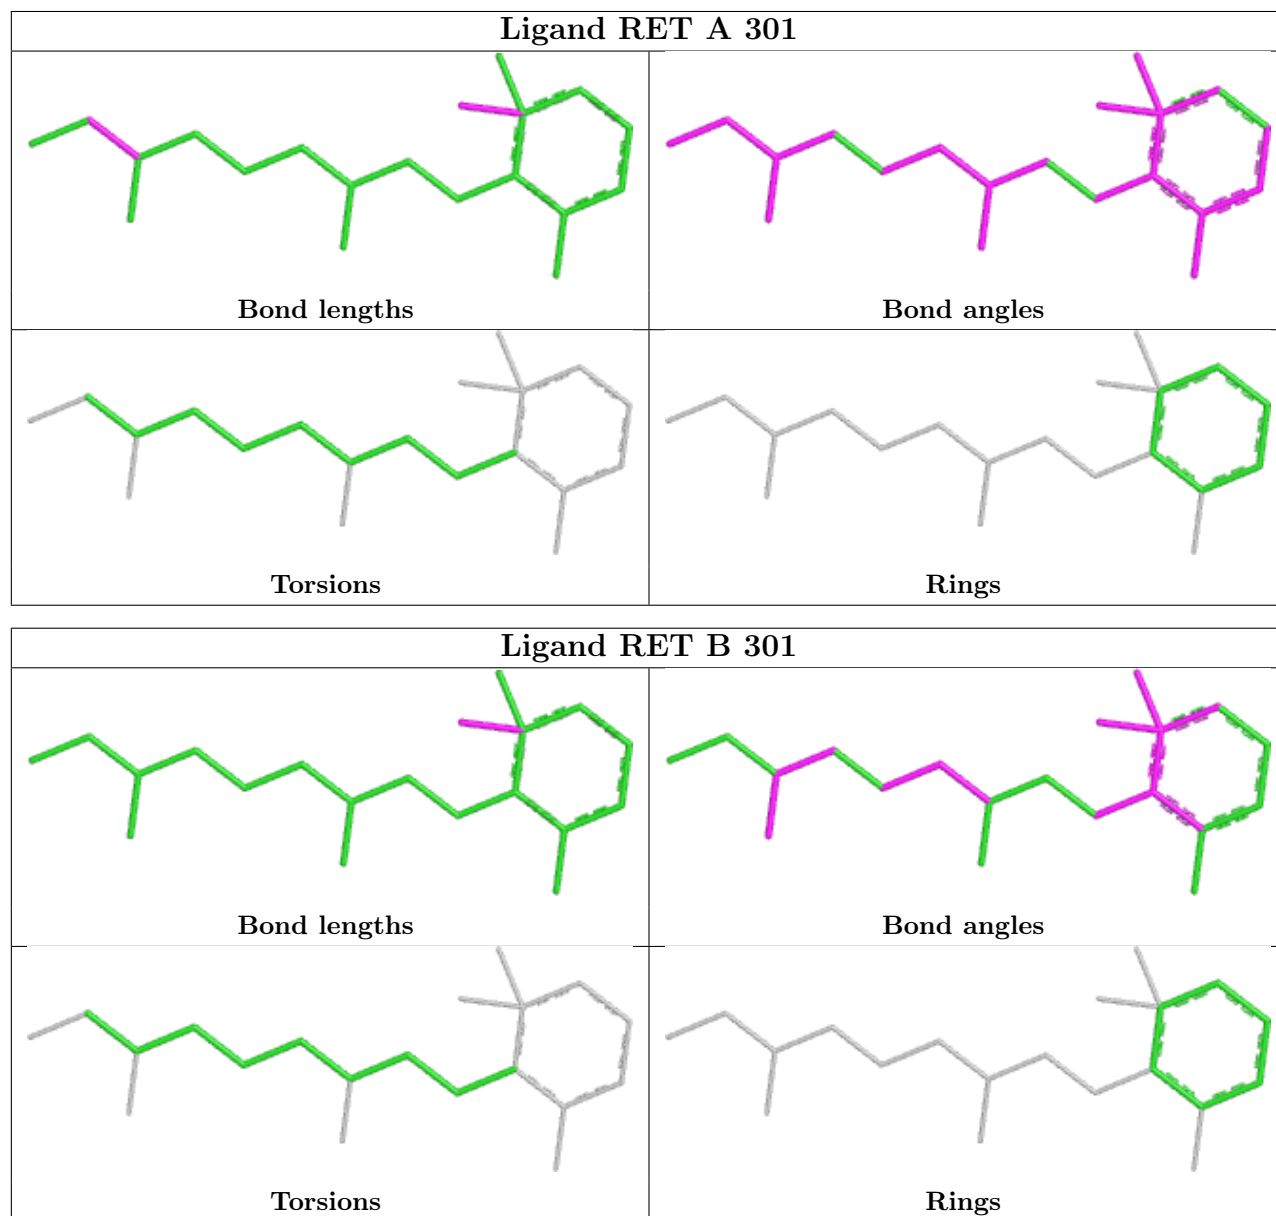 Ligand RET A 301
Bond lengths
Bond angles
Torsions
Rings
Ligand RET B 301
Bond lengths
Bond angles
Torsions
Rings